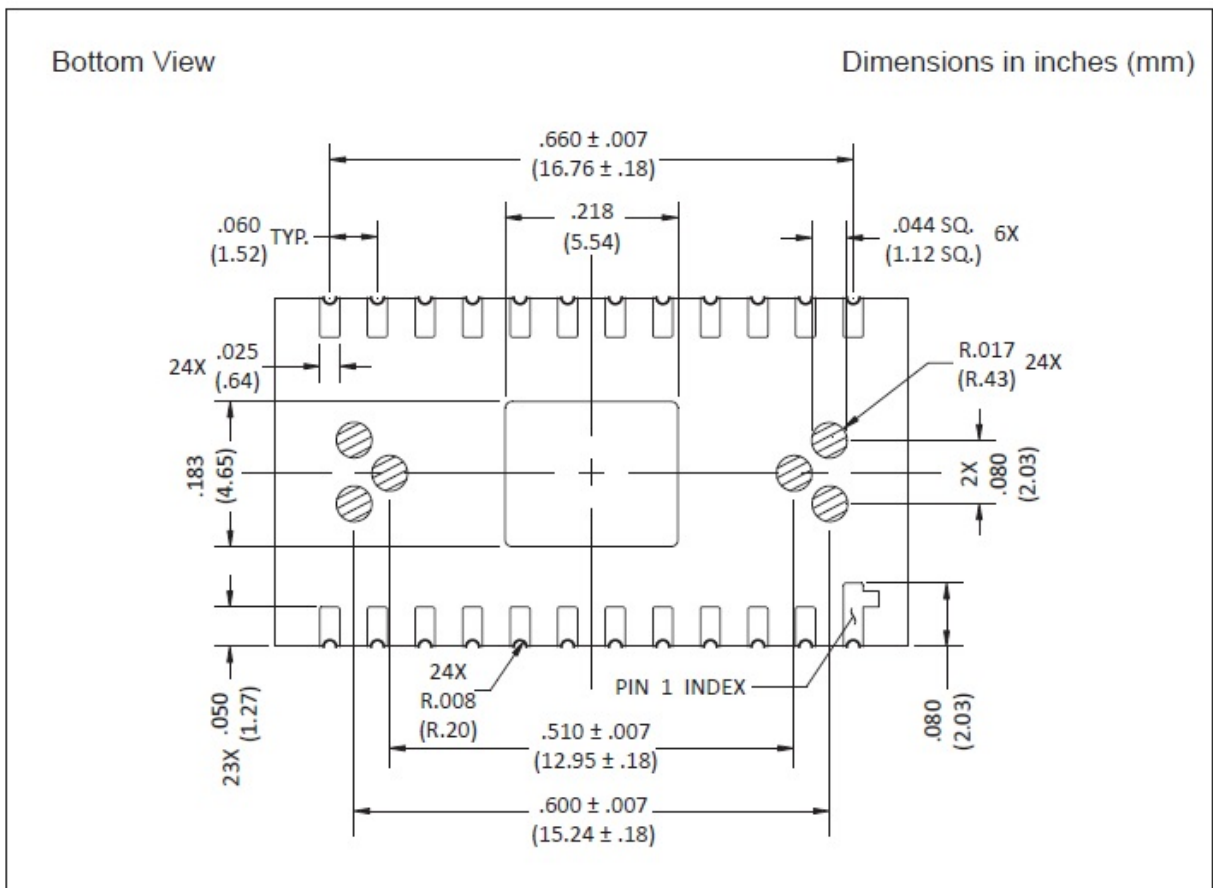 Bottom View
Dimensions in inches (mm)
.660 ± .007
(16.76 ± .18)
.060
(1.52)
TYP.
.218
(5.54)
.044 SQ.
(1.12 SQ.)
6X
24X
.025
(.64)
R.017
(R.43)
24X
.183
(4.65)
2X
.080
(2.03)
23X
.050
(1.27)
24X
R.008
(R.20)
PIN 1 INDEX
.080
(2.03)
.510 ± .007
(12.95 ± .18)
.600 ± .007
(15.24 ± .18)